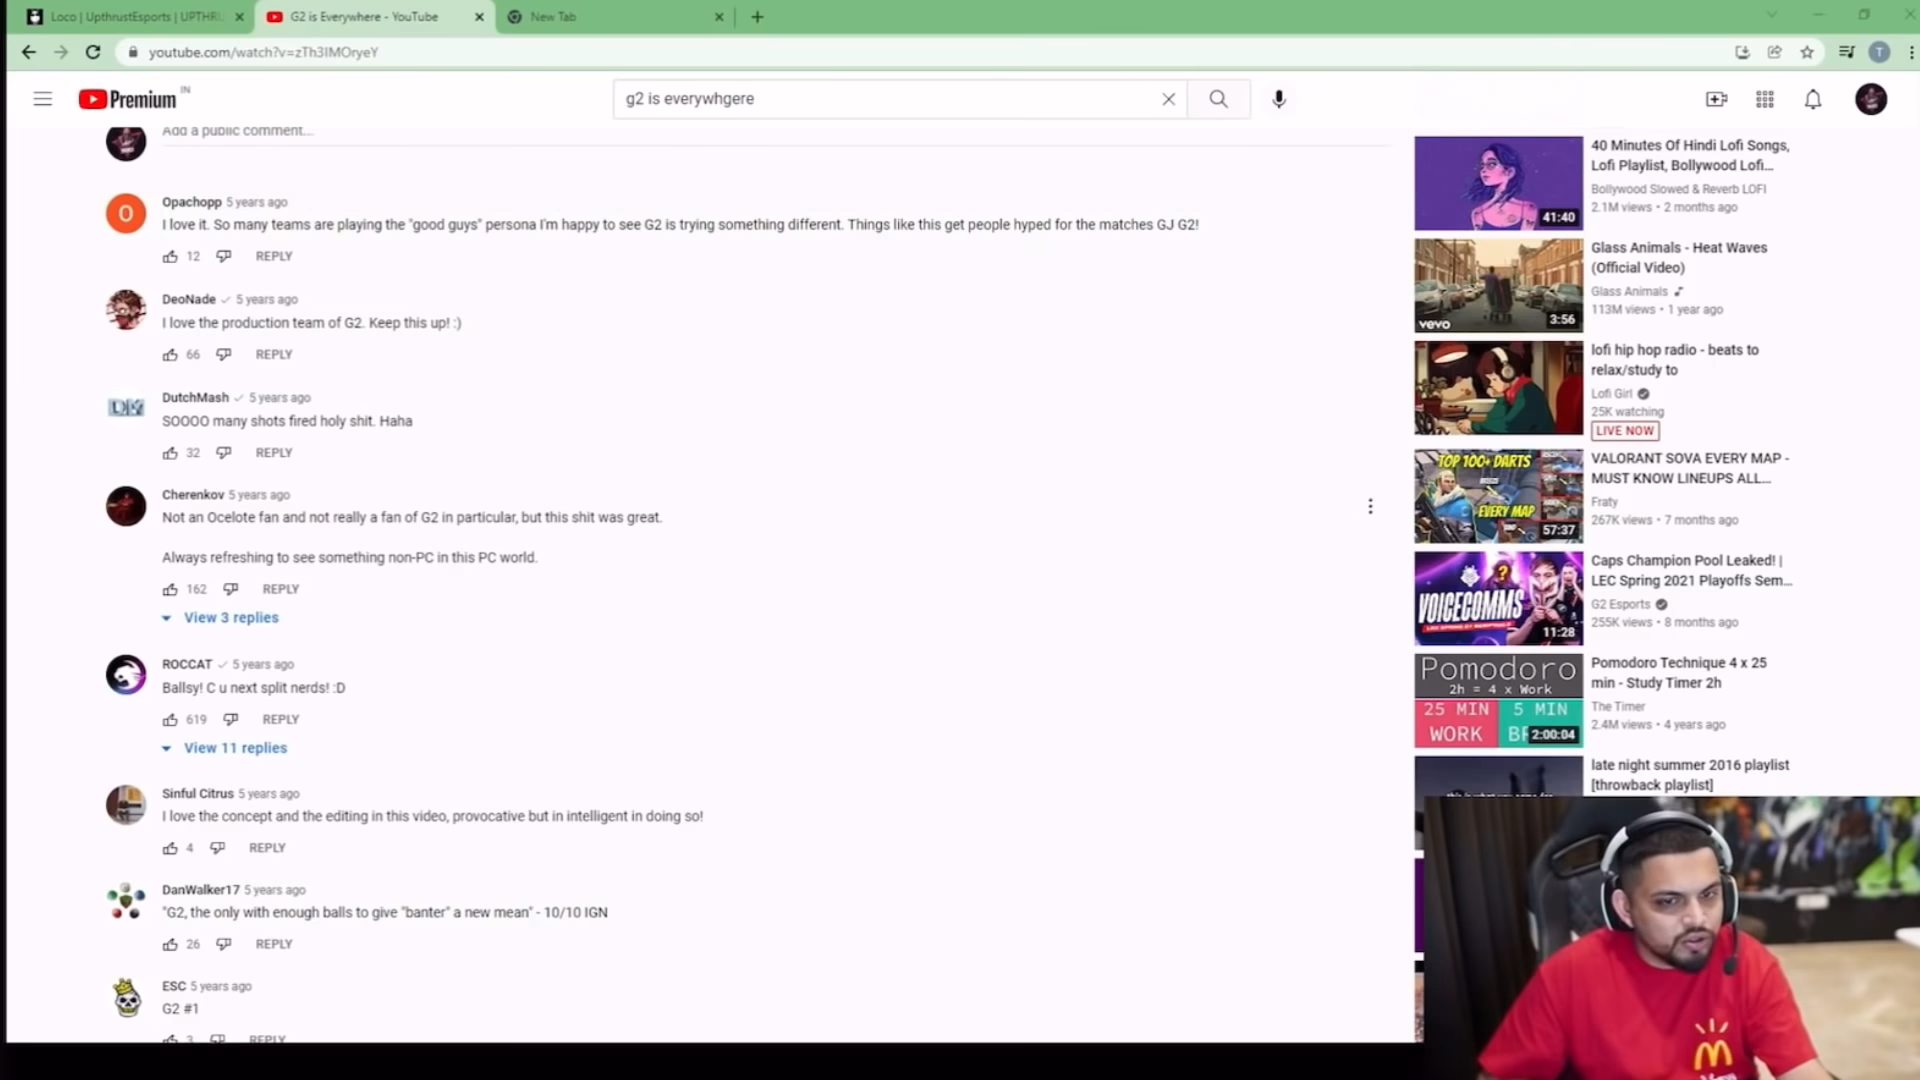 Loco | UpthrustEsports | UPTHRU
G2 is Everywhere - YouTube
New Tab
youtube.com/watch?v=zTh3IMOryeY
T
Premium IN
g2 is everywhgere
Add a public comment...
O
Opachopp 5 years ago
I love it. So many teams are playing the "good guys" persona I'm happy to see G2 is trying something different. Things like this get people hyped for the matches GJ G2!
12 REPLY
DeoNade 5 years ago
I love the production team of G2. Keep this up! :)
66 REPLY
DutchMash 5 years ago
SOOOO many shots fired holy shit. Haha
32 REPLY
Cherenkov 5 years ago
Not an Ocelote fan and not really a fan of G2 in particular, but this shit was great.
Always refreshing to see something non-PC in this PC world.
162 REPLY
View 3 replies
ROCCAT 5 years ago
Ballsy! C u next split nerds! :D
619 REPLY
View 11 replies
Sinful Citrus 5 years ago
I love the concept and the editing in this video, provocative but in intelligent in doing so!
4 REPLY
DanWalker17 5 years ago
"G2, the only with enough balls to give "banter" a new mean" - 10/10 IGN
26 REPLY
ESC 5 years ago
G2 #1
3 REPLY
41:40
40 Minutes Of Hindi Lofi Songs,
Lofi Playlist, Bollywood Lofi...
Bollywood Slowed & Reverb LOFI
2.1M views • 2 months ago
vevo
3:56
Glass Animals - Heat Waves
(Official Video)
Glass Animals
113M views • 1 year ago
lofi hip hop radio - beats to
relax/study to
Lofi Girl
25K watching
LIVE NOW
TOP 100+ DARTS
EVERY MAP
57:37
VALORANT SOVA EVERY MAP -
MUST KNOW LINEUPS ALL...
Fraty
267K views • 7 months ago
?
VOICECOMMS
11:28
Caps Champion Pool Leaked! |
LEC Spring 2021 Playoffs Sem...
G2 Esports
255K views • 8 months ago
Pomodoro
2h = 4 x Work
25 MIN
WORK
5 MIN
2:00:04
Pomodoro Technique 4 x 25
min - Study Timer 2h
The Timer
2.4M views • 4 years ago
late night summer 2016 playlist
[throwback playlist]